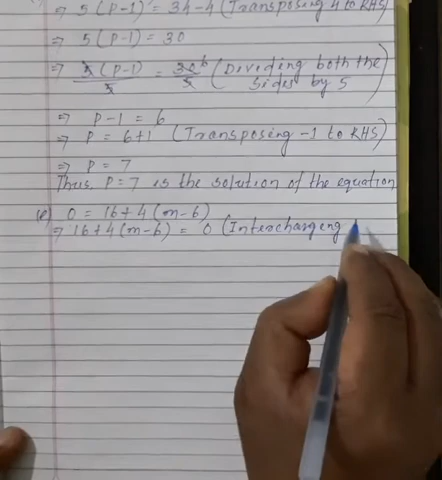 ⇒ 5(P-1) = 34-4 (Transposing 4 to RHS)
⇒ 5(P-1) = 30
⇒ 5(P-1)/5 = 30 6/5 (Dividing both the sides by 5)
⇒ P-1 = 6
⇒ P = 6+1 (Transposing -1 to RHS)
⇒ P = 7
Thus, P=7 is the solution of the equation
0 = 16+4(m-6)
⇒ 16+4(m-6) = 0 (Interchanging